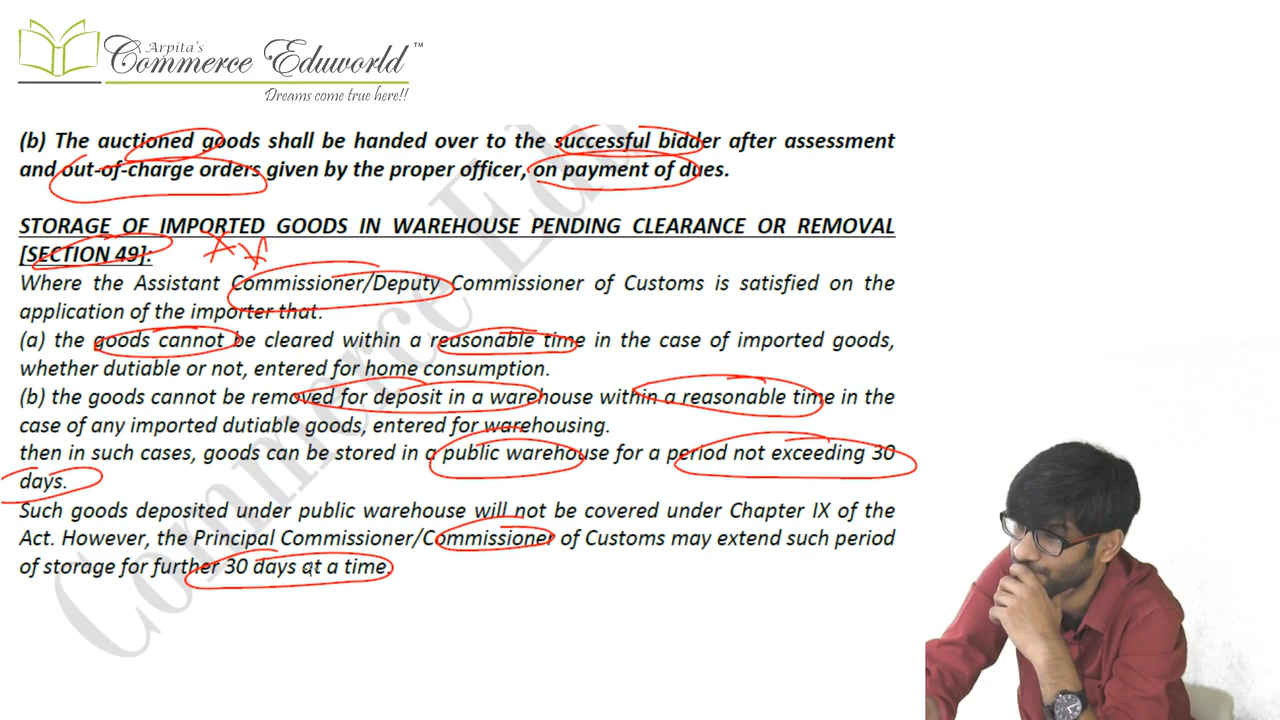 Arpita's
Commerce Eduworld™
Dreams come true here!!
(b) The auctioned goods shall be handed over to the successful bidder after assessment
and out-of-charge orders given by the proper officer, on payment of dues.
STORAGE OF IMPORTED GOODS IN WAREHOUSE PENDING CLEARANCE OR REMOVAL
[SECTION 49]:
Where the Assistant Commissioner/Deputy Commissioner of Customs is satisfied on the
application of the importer that:
(a) the goods cannot be cleared within a reasonable time in the case of imported goods,
whether dutiable or not, entered for home consumption.
(b) the goods cannot be removed for deposit in a warehouse within a reasonable time in the
case of any imported dutiable goods, entered for warehousing.
then in such cases, goods can be stored in a public warehouse for a period not exceeding 30
days.
Such goods deposited under public warehouse will not be covered under Chapter IX of the
Act. However, the Principal Commissioner/Commissioner of Customs may extend such period
of storage for further 30 days at a time.
Commerce Edu